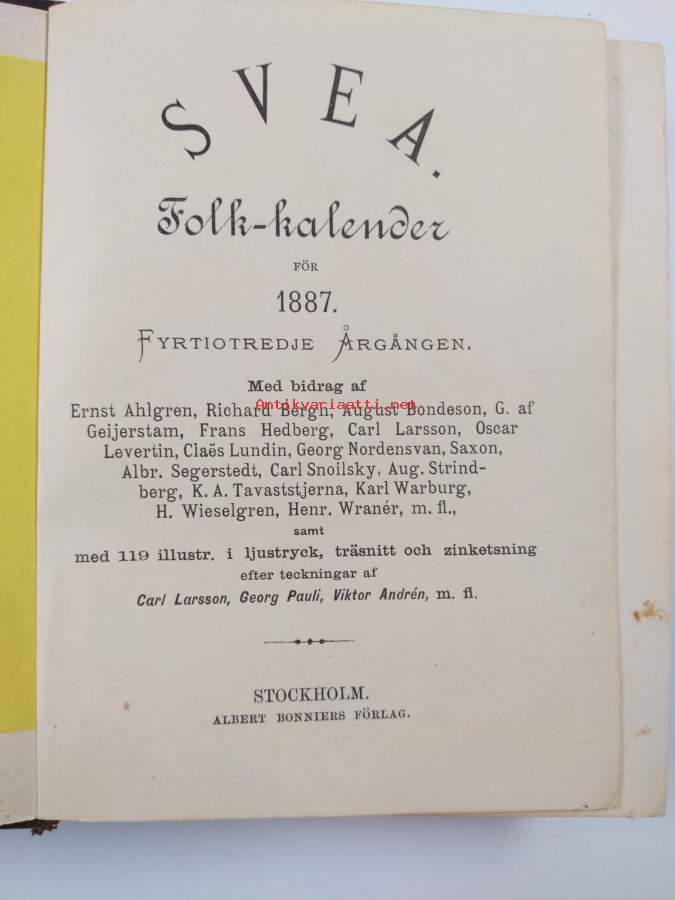 SVEA.
Folk-kalender
FÖR
1887.
FYRTIOTREDJE ÅRGÅNGEN.
Med bidrag af
Antikvariaatti.net
Ernst Ahlgren, Richard Bergh, August Bondeson, G. af
Geijerstam, Frans Hedberg, Carl Larsson, Oscar
Levertin, Claës Lundin, Georg Nordensvan, Saxon,
Albr. Segerstedt, Carl Snoilsky, Aug. Strind-
berg, K. A. Tavaststjerna, Karl Warburg,
H. Wieselgren, Henr. Wranér, m. fl.,
samt
med 119 illustr. i ljustryck, träsnitt och zinketsning
efter teckningar af
Carl Larsson, Georg Pauli, Viktor Andrén, m. fl.
STOCKHOLM.
ALBERT BONNIERS FÖRLAG.